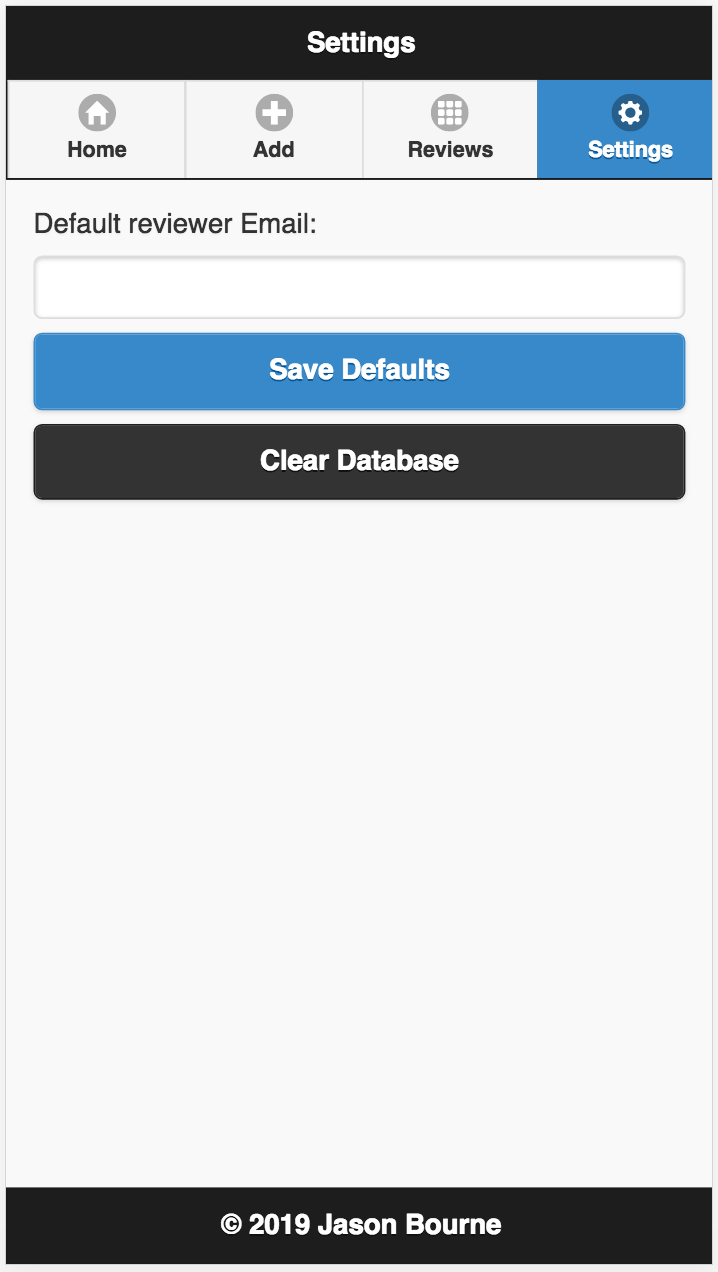 Settings
Home Add Reviews Settings
Default reviewer Email:
Save Defaults
Clear Database
© 2019 Jason Bourne